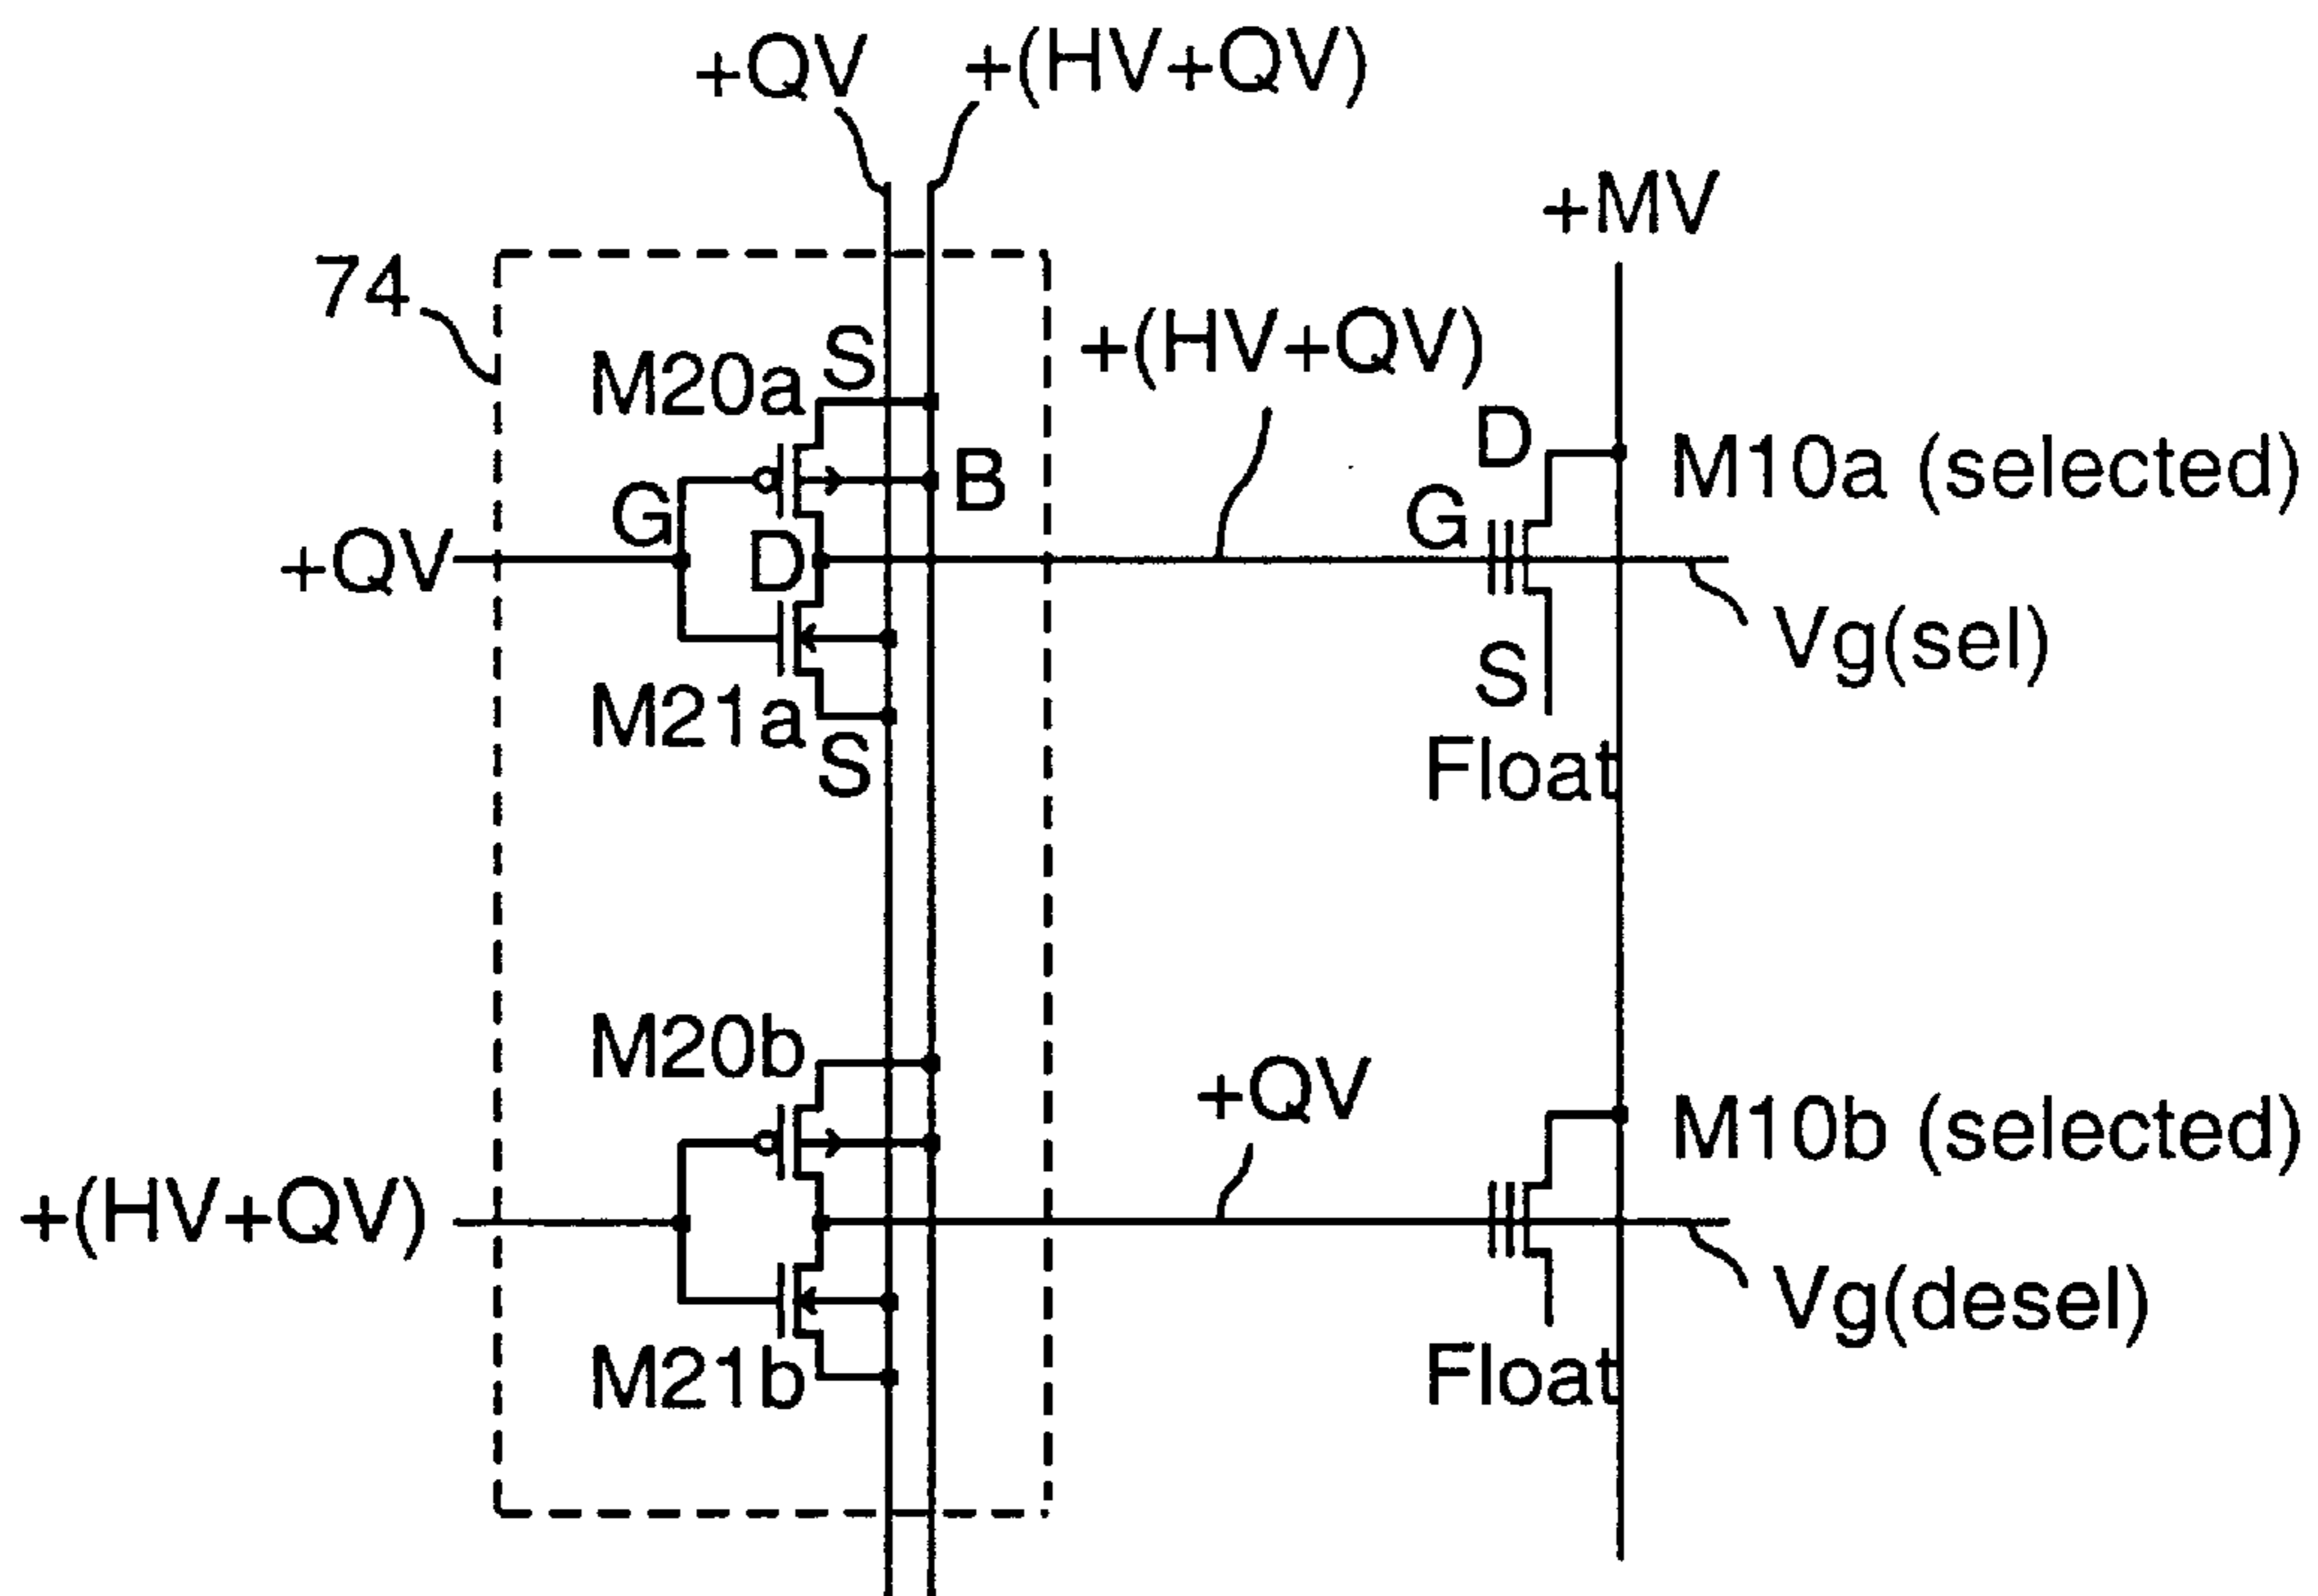 +QV
+(HV+QV)
+MV
74
M20a
S
+(HV+QV)
D
M10a (selected)
B
G
G
+QV
D
Vg(sel)
S
M21a
S
Float
M20b
+QV
M10b (selected)
+(HV+QV)
Vg(desel)
M21b
Float